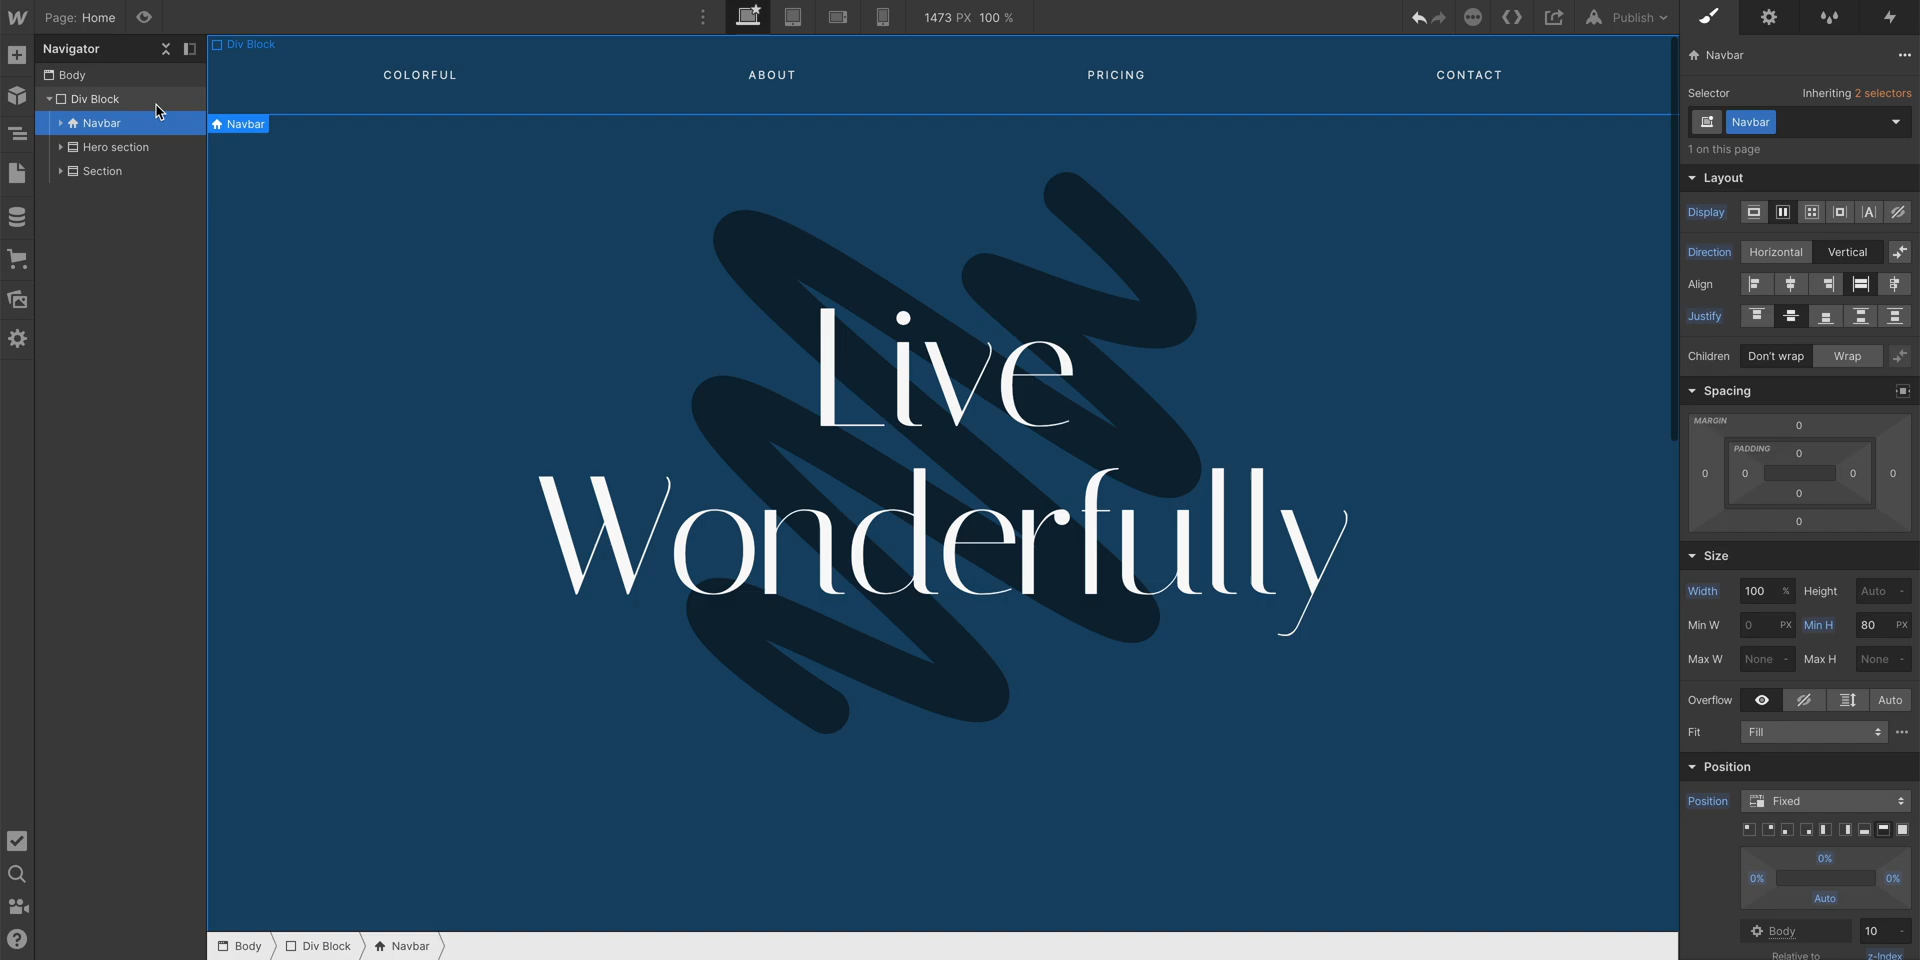 Page: Home
1473 PX 100 %
Publish
Navigator
Body
Div Block
Navbar
Hero section
Section
Div Block
COLORFUL
ABOUT
PRICING
CONTACT
Navbar
Live
Wonderfully
Body
Div Block
Navbar
Navbar
Selector
Inheriting 2 selectors
Navbar
1 on this page
Layout
Display
Direction
Horizontal
Vertical
Align
Justify
Children
Don't wrap
Wrap
Spacing
MARGIN
0
PADDING
0
0
0
0
0
0
0
Size
Width
100 %
Height
Auto -
Min W
0 PX
Min H
80 PX
Max W
None -
Max H
None -
Overflow
Auto
Fit
Fill
Position
Position
Fixed
0%
0%
0%
Auto
Body
10 -
Relative to
z-Index